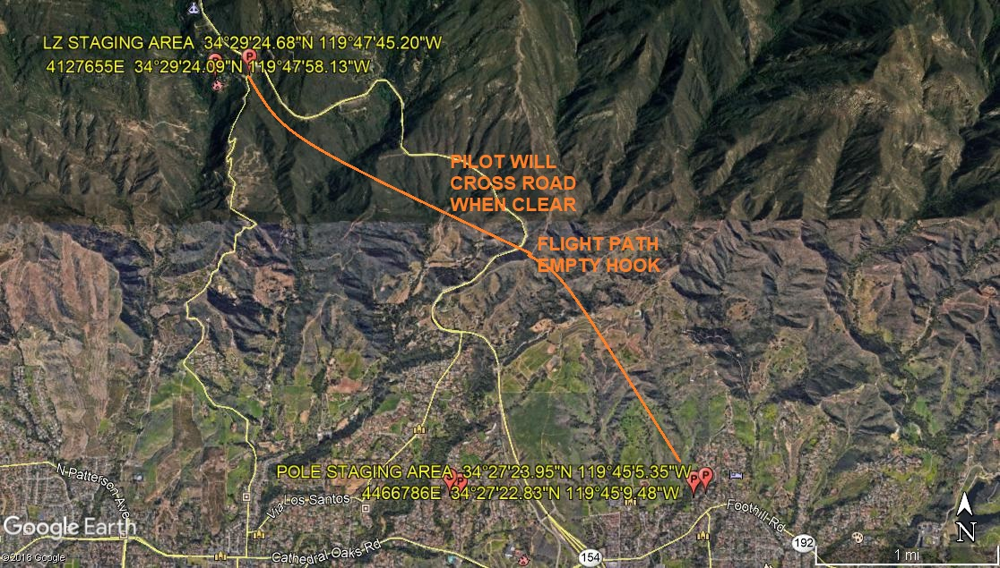 LZ STAGING AREA 34°29'24.68"N 119°47'45.20"W
4127655E 34°29'24.09"N 119°47'58.13"W
PILOT WILL
CROSS ROAD
WHEN CLEAR
FLIGHT PATH
EMPTY HOOK
POLE STAGING AREA 34°27'23.95"N 119°45'5.35"W
4466786E 34°27'22.83"N 119°45'9.48"W
N Patterson Ave
Via Los Santos
Foothill Rd
Cathedral Oaks Rd
192
154
Google Earth
©2018 Google
N
1 mi
P
P
P
P